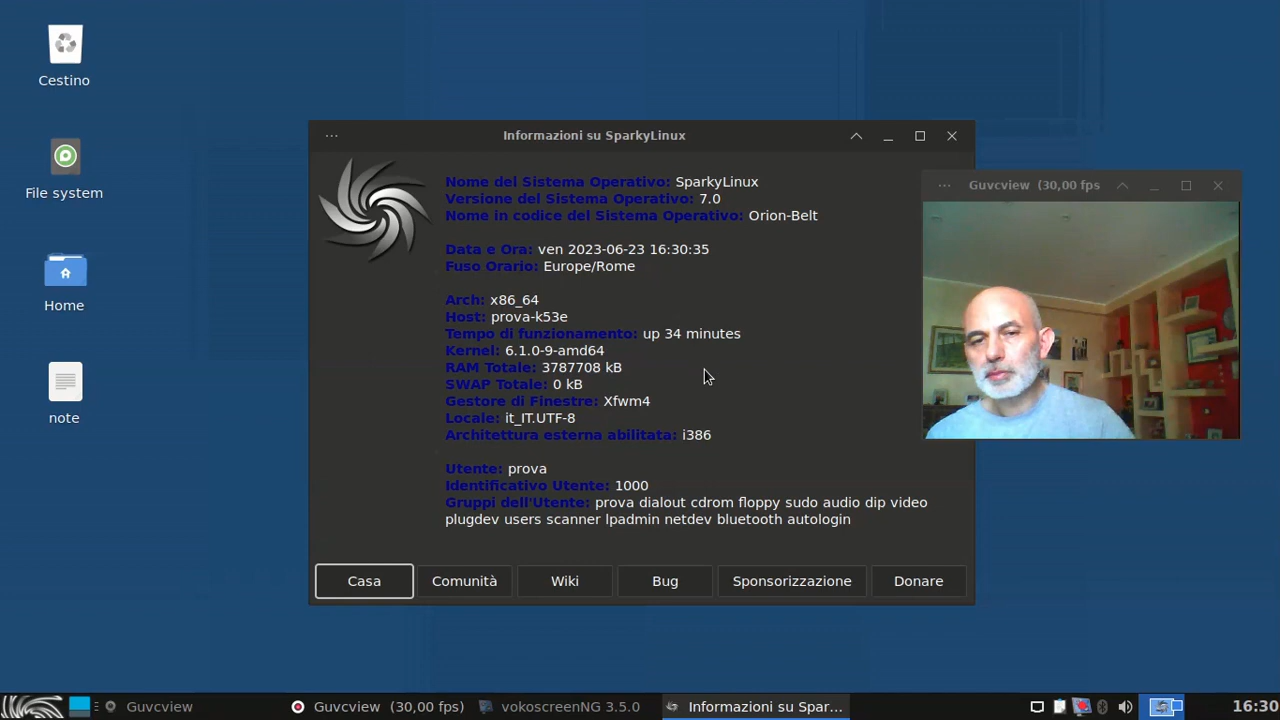 Cestino
File system
Home
note
Informazioni su SparkyLinux
Nome del Sistema Operativo: SparkyLinux
Versione del Sistema Operativo: 7.0
Nome in codice del Sistema Operativo: Orion-Belt
Data e Ora: ven 2023-06-23 16:30:35
Fuso Orario: Europe/Rome
Arch: x86_64
Host: prova-k53e
Tempo di funzionamento: up 34 minutes
Kernel: 6.1.0-9-amd64
RAM Totale: 3787708 kB
SWAP Totale: 0 kB
Gestore di Finestre: Xfwm4
Locale: it_IT.UTF-8
Architettura esterna abilitata: i386
Utente: prova
Identificativo Utente: 1000
Gruppi dell'Utente: prova dialout cdrom floppy sudo audio dip video
plugdev users scanner lpadmin netdev bluetooth autologin
Casa
Comunità
Wiki
Bug
Sponsorizzazione
Donare
Guvcview (30,00 fps
Guvcview
Guvcview (30,00 fps)
vokoscreenNG 3.5.0
Informazioni su Spar...
16:30